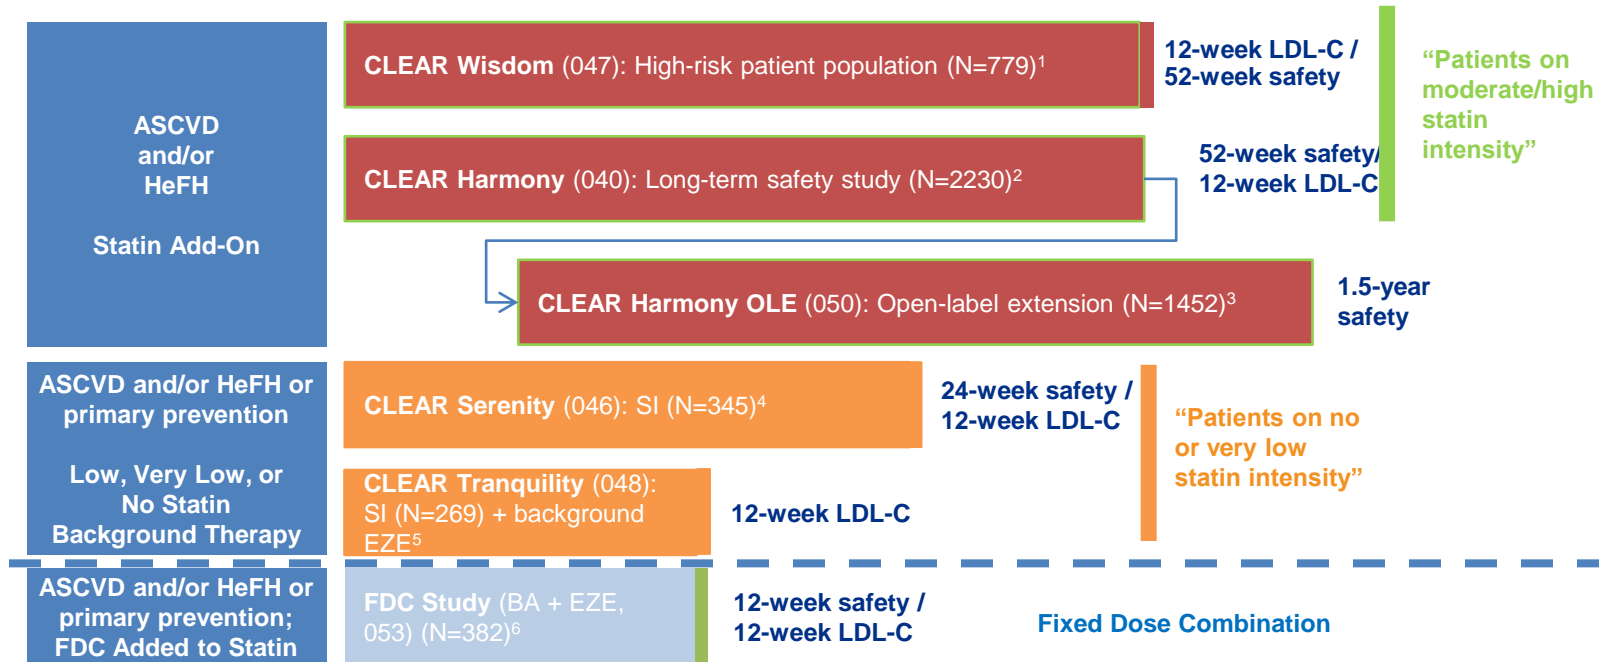 ASCVD
and/or
HeFH
Statin Add-On
CLEAR Wisdom (047): High-risk patient population (N=779)1
12-week LDL-C /
52-week safety
“Patients on
moderate/high
statin
intensity”
CLEAR Harmony (040): Long-term safety study (N=2230)2
52-week safety/
12-week LDL-C
CLEAR Harmony OLE (050): Open-label extension (N=1452)3
1.5-year
safety
ASCVD and/or HeFH or
primary prevention
Low, Very Low, or
No Statin
Background Therapy
CLEAR Serenity (046): SI (N=345)4
24-week safety /
12-week LDL-C
“Patients on no
or very low
statin intensity”
CLEAR Tranquility (048):
SI (N=269) + background
EZE5
12-week LDL-C
ASCVD and/or HeFH or
primary prevention;
FDC Added to Statin
FDC Study (BA + EZE,
053) (N=382)6
12-week safety /
12-week LDL-C
Fixed Dose Combination